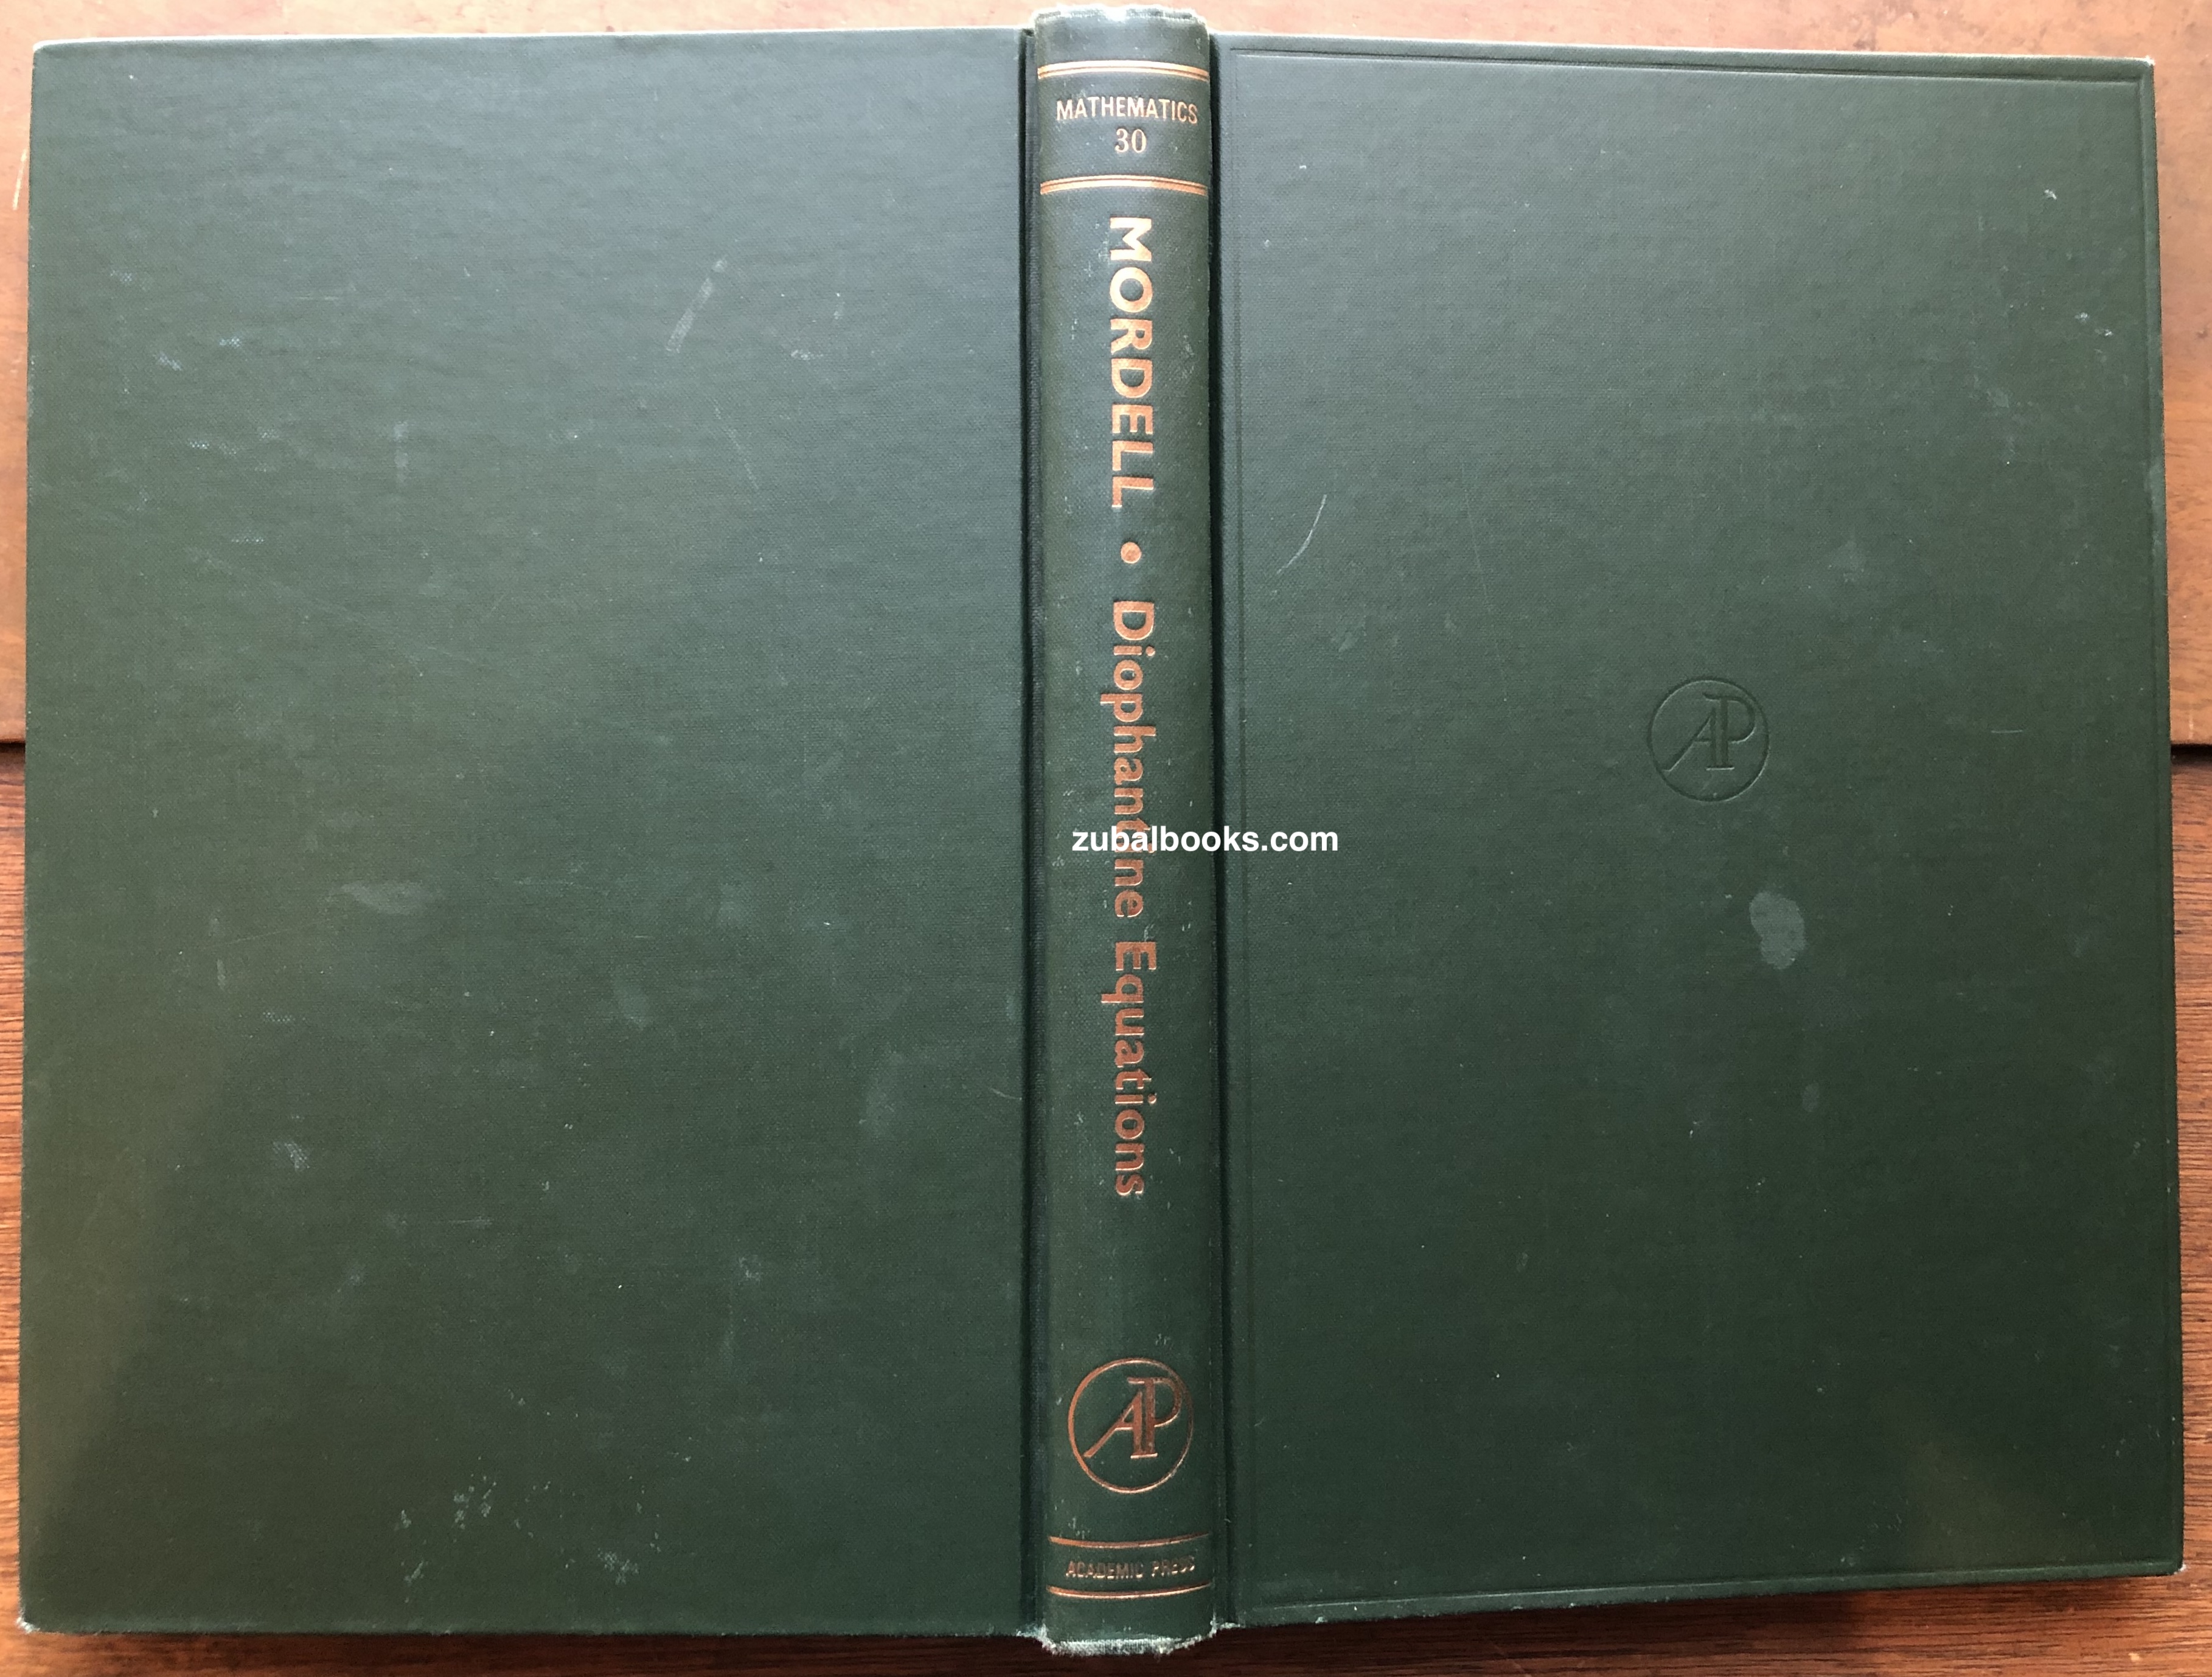 MATHEMATICS
30
MORDELL • Diophantine Equations
zubalbooks.com
AP
AP
ACADEMIC PRESS